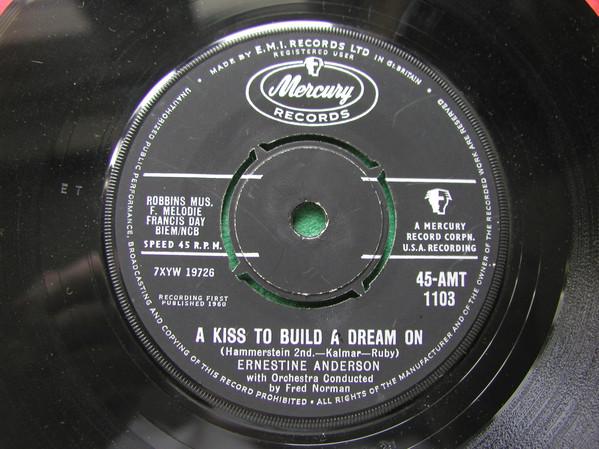 MADE BY E.M.I. RECORDS LTD IN GT. BRITAIN
REGISTERED USER
Mercury
RECORDS
ROBBINS MUS.
F. MELODIE
FRANCIS DAY
BIEM/NCB
SPEED 45 R.P.M.
7XYW 19726
RECORDING FIRST
PUBLISHED 1960
A MERCURY
RECORD CORPN.
U.S.A. RECORDING
45-AMT
1103
A KISS TO BUILD A DREAM ON
(Hammerstein 2nd.—Kalmar—Ruby)
ERNESTINE ANDERSON
with Orchestra Conducted
by Fred Norman
UNAUTHORIZED PUBLIC PERFORMANCE, BROADCASTING AND COPYING OF THIS RECORD PROHIBITED • ALL RIGHTS OF THE MANUFACTURER AND OF THE OWNER OF THE RECORDED WORK ARE RESERVED
E T